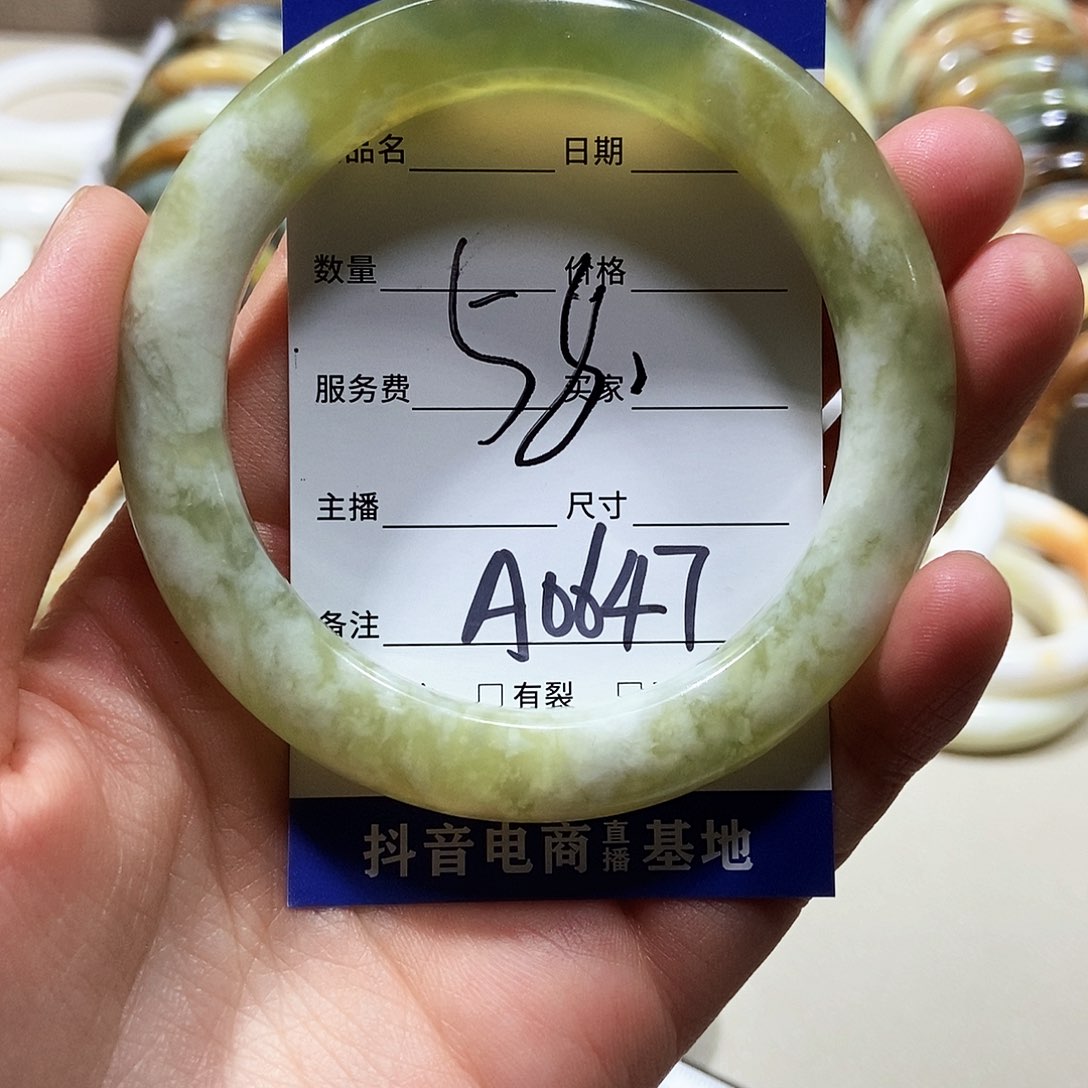 品名 日期
数量 价格
58,
服务费 买家
主播 尺寸
备注 A0647
□有裂
抖音电商直播基地